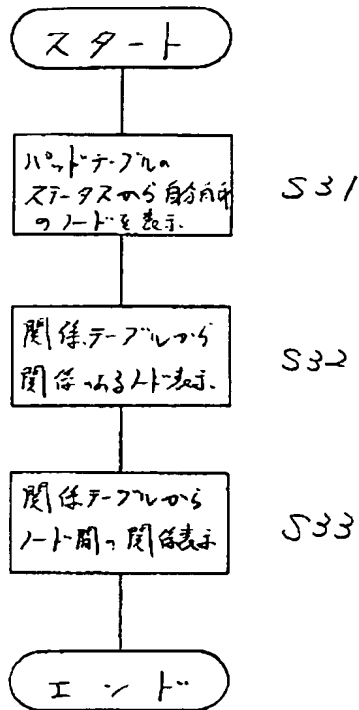 スタート
パッドテーブルの
ステータスから自分自身
のノードを表示
S31
関係テーブルから
関係のあるノード表示
S32
関係テーブルから
ノード間の関係表示
S33
エンド